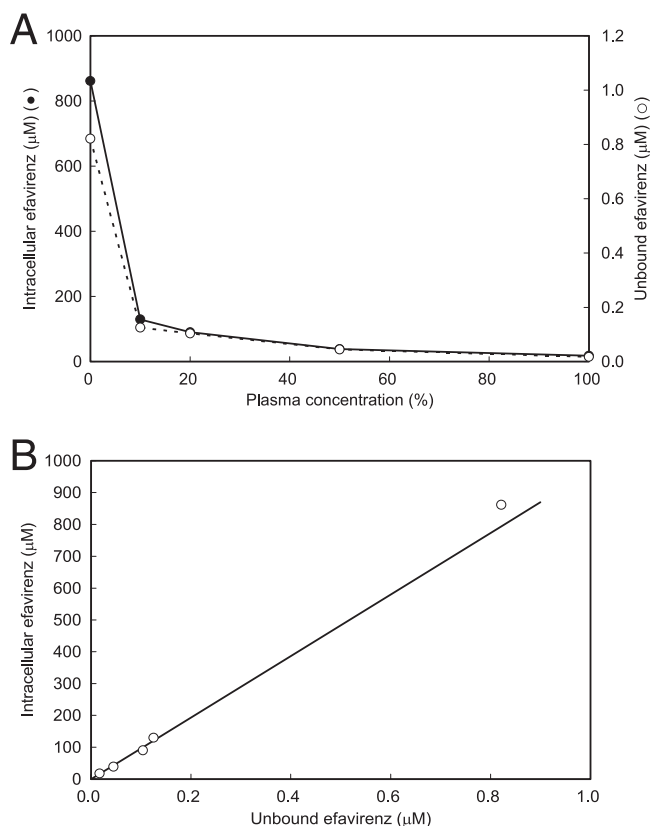 A
1000
800
600
400
200
0
Intracellular efavirenz (μM) (●)
1.2
1.0
0.8
0.6
0.4
0.2
0.0
Unbound efavirenz (μM) (○)
0 20 40 60 80 100
Plasma concentration (%)
B
1000
900
800
700
600
500
400
300
200
100
0
Intracellular efavirenz (μM)
0.0 0.2 0.4 0.6 0.8 1.0
Unbound efavirenz (μM)